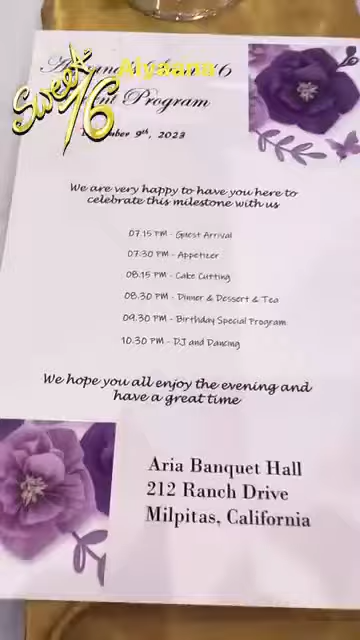 Sweet 16
Alyaana
16
Program
9th, 2023
We are very happy to have you here to
celebrate this milestone with us
07.15 PM - Guest Arrival
07:30 PM - Appetizer
08.15 PM - Cake Cutting
08.30 PM - Dinner & Dessert & Tea
09.30 PM - Birthday Special Program
10.30 PM - DJ and Dancing
We hope you all enjoy the evening and
have a great time
Aria Banquet Hall
212 Ranch Drive
Milpitas, California